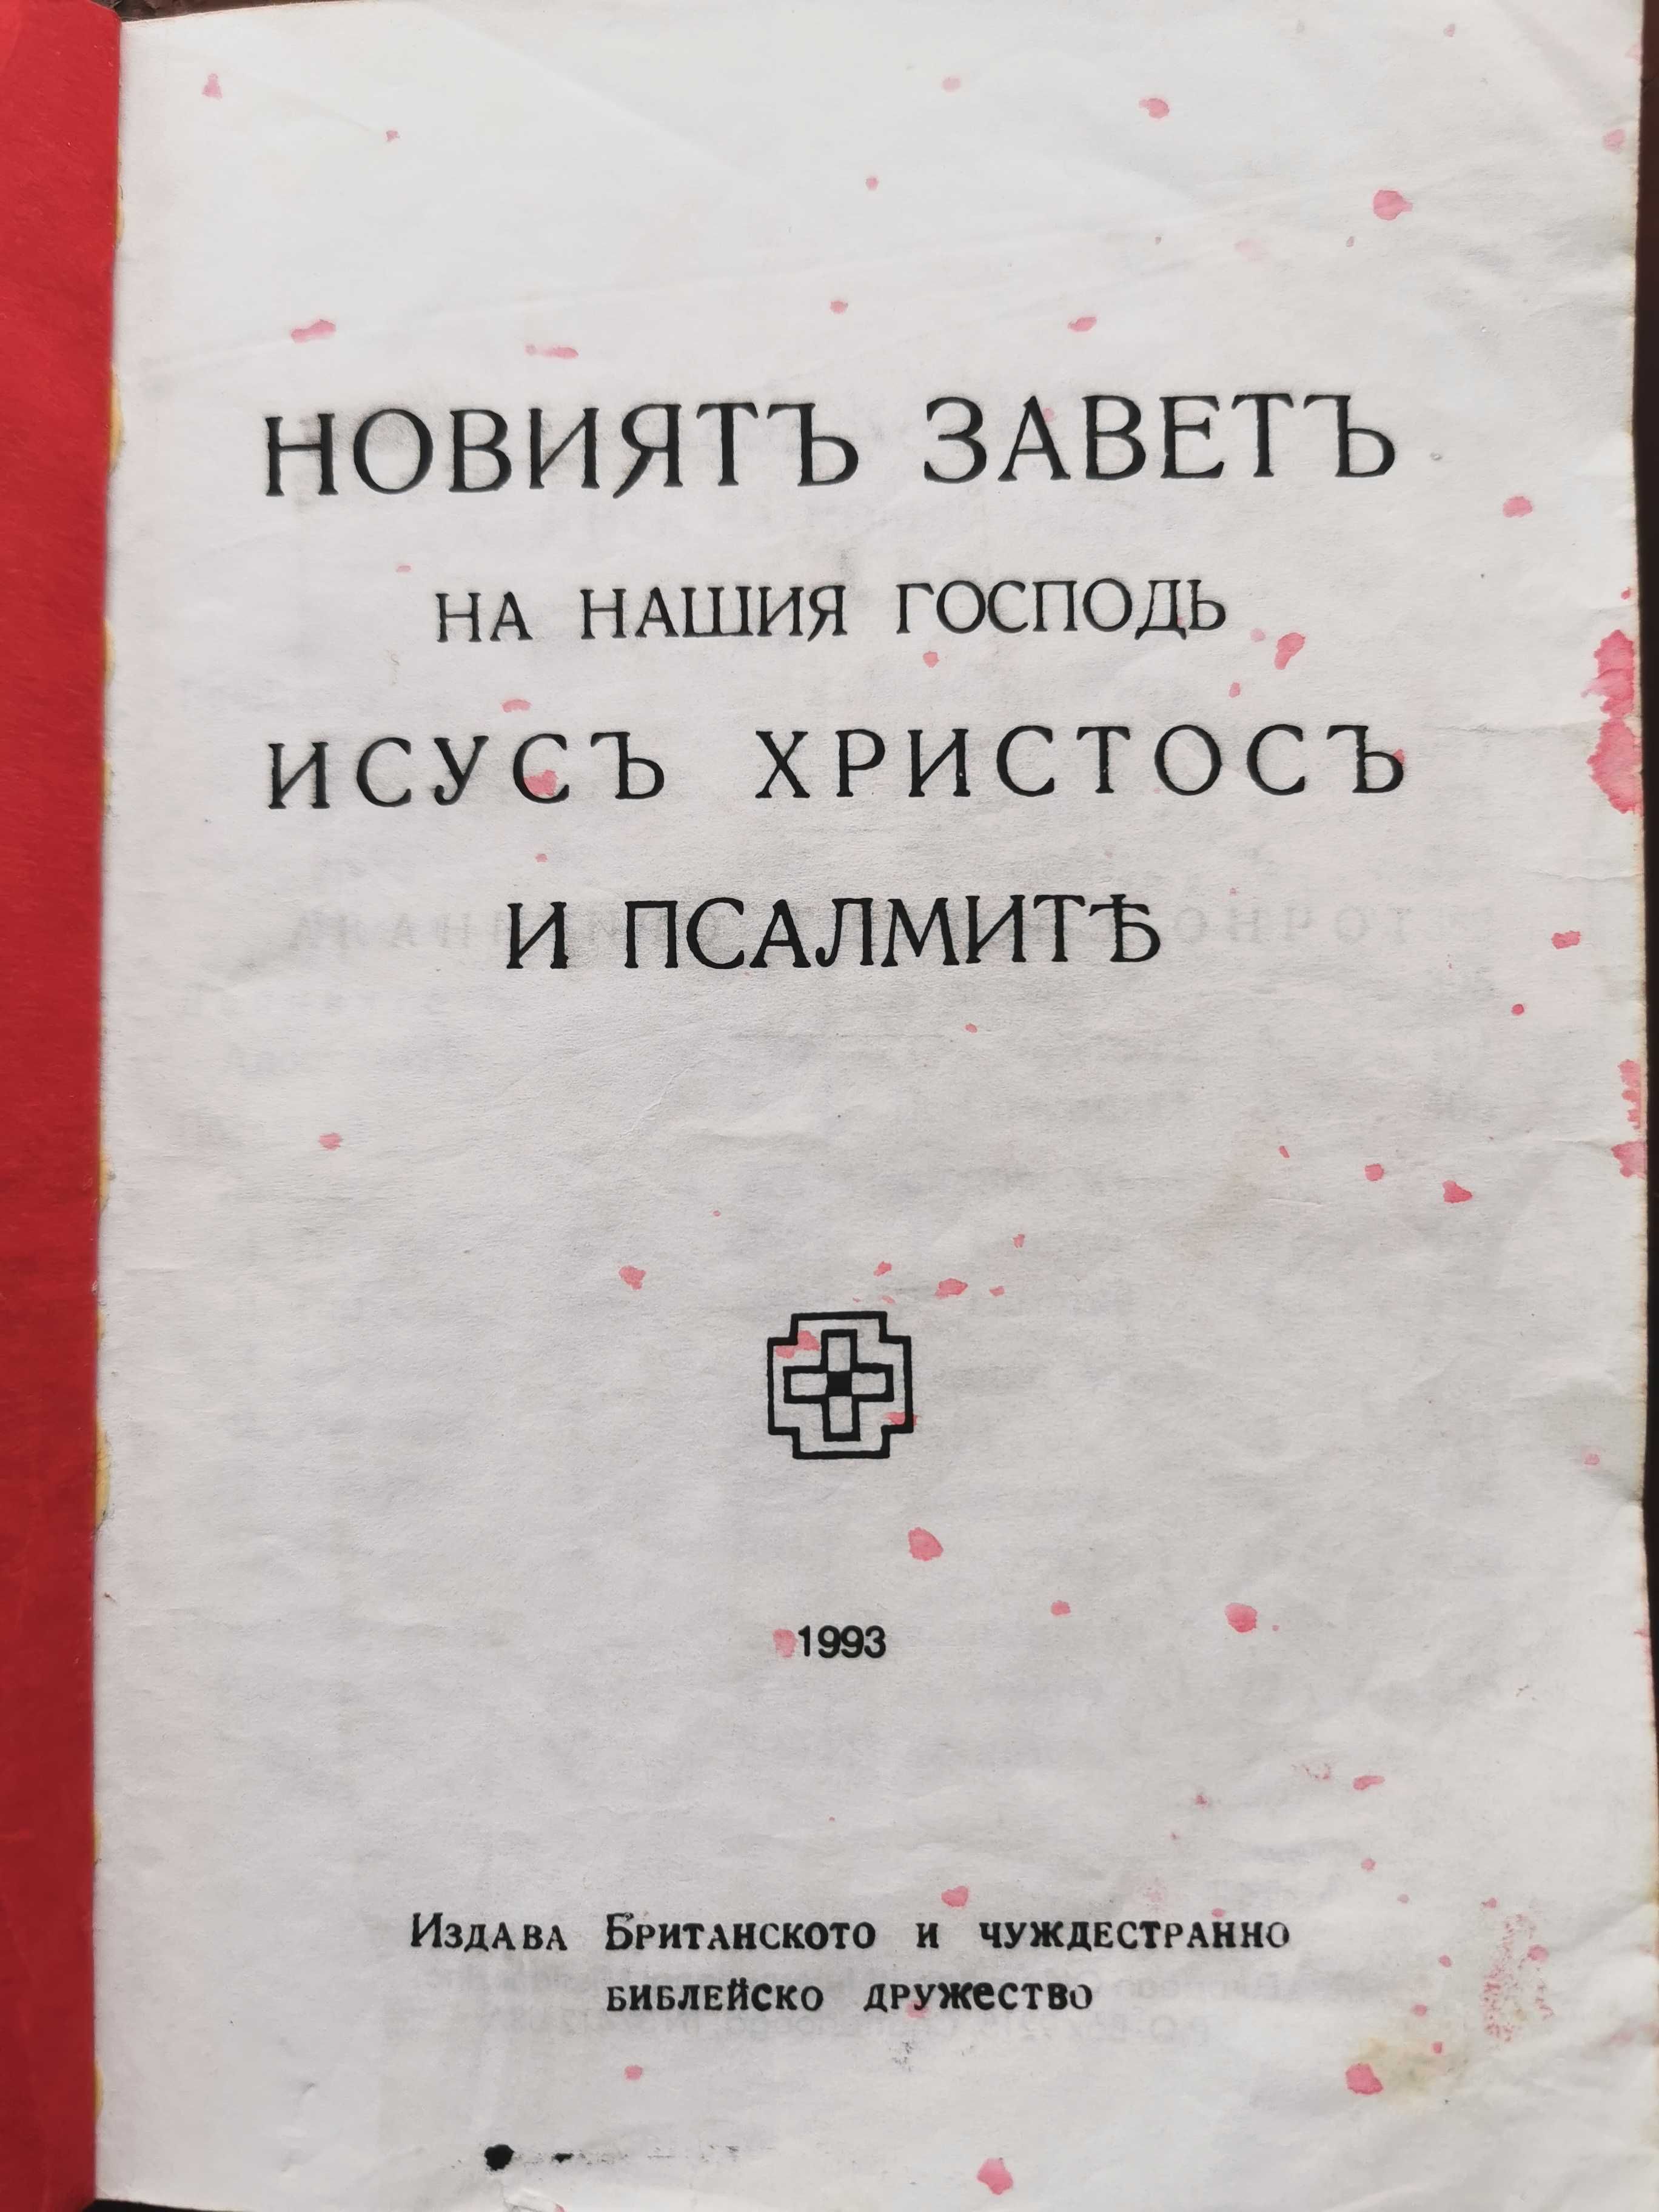 НОВИЯТЪ ЗАВЕТЪ
НА НАШИЯ ГОСПОДЬ
ИСУСЪ ХРИСТОСЪ
И ПСАЛМИТѢ
1993
Издава Британското и чуждестранно
библейско дружество